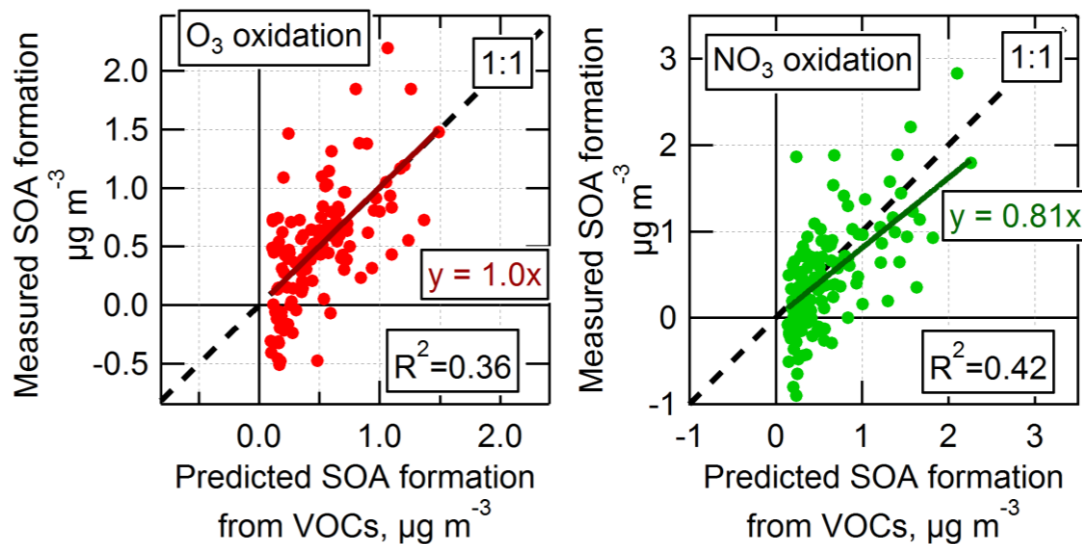 O₃ oxidation
1:1
2.0
1.5
1.0
0.5
0.0
-0.5
Measured SOA formation
µg m⁻³
y = 1.0x
R²=0.36
0.0
1.0
2.0
Predicted SOA formation
from VOCs, µg m⁻³
NO₃ oxidation
1:1
3
2
1
0
-1
Measured SOA formation
µg m⁻³
y = 0.81x
R²=0.42
-1
0
1
2
3
Predicted SOA formation
from VOCs, µg m⁻³